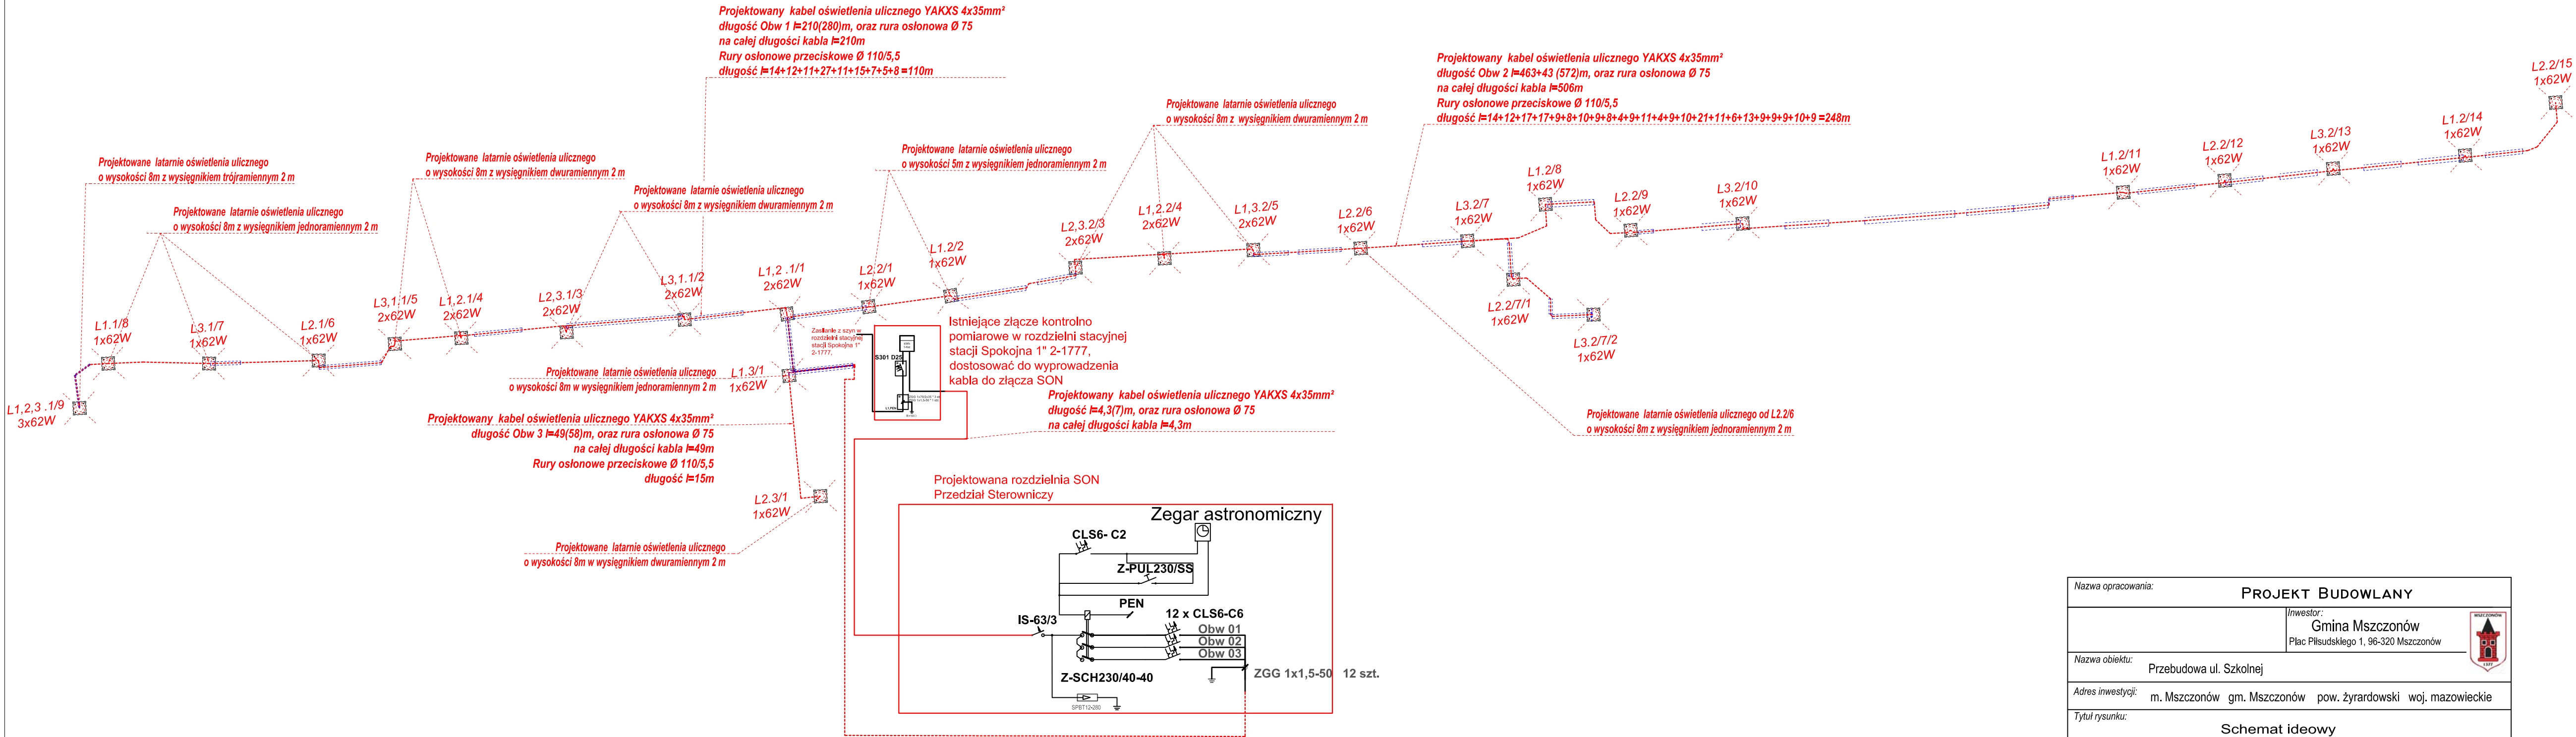 Projektowany kabel oświetlenia ulicznego YAKXS 4x35mm²
długość Obw 1 l=210(280)m, oraz rura osłonowa Ø 75
na całej długości kabla l=210m
Rury osłonowe przeciskowe Ø 110/5,5
długość l=14+12+11+27+11+15+7+5+8 =110m
Projektowany kabel oświetlenia ulicznego YAKXS 4x35mm²
długość Obw 2 l=463+43 (572)m, oraz rura osłonowa Ø 75
na całej długości kabla l=506m
Rury osłonowe przeciskowe Ø 110/5,5
długość l=14+12+17+17+9+8+10+9+8+4+9+11+4+9+10+21+11+6+13+9+9+9+10+9 =248m
Projektowane latarnie oświetlenia ulicznego
o wysokości 8m z wysięgnikiem dwuramiennym 2 m
Projektowane latarnie oświetlenia ulicznego
o wysokości 5m z wysięgnikiem jednoramiennym 2 m
Projektowane latarnie oświetlenia ulicznego
o wysokości 8m z wysięgnikiem trójramiennym 2 m
Projektowane latarnie oświetlenia ulicznego
o wysokości 8m z wysięgnikiem dwuramiennym 2 m
Projektowane latarnie oświetlenia ulicznego
o wysokości 8m z wysięgnikiem dwuramiennym 2 m
Projektowane latarnie oświetlenia ulicznego
o wysokości 8m z wysięgnikiem jednoramiennym 2 m
L1,2,3 .1/9
3x62W
L1.1/8
1x62W
L3.1/7
1x62W
L2.1/6
1x62W
L3,1.1/5
2x62W
L1,2.1/4
2x62W
L2,3.1/3
2x62W
L3,1.1/2
2x62W
L1,2 .1/1
2x62W
L2.2/1
1x62W
L1.2/2
1x62W
L2,3.2/3
2x62W
L1,2.2/4
2x62W
L1,3.2/5
2x62W
L2.2/6
1x62W
L3.2/7
1x62W
L1.2/8
1x62W
L2.2/9
1x62W
L3.2/10
1x62W
L1.2/11
1x62W
L2.2/12
1x62W
L3.2/13
1x62W
L1.2/14
1x62W
L2.2/15
1x62W
L2.2/7/1
1x62W
L3.2/7/2
1x62W
Zasilanie z szyn w
rozdzielni stacyjnej
stacji Spokojna 1"
2-1777,
S301 D25
Istniejące złącze kontrolno
pomiarowe w rozdzielni stacyjnej
stacji Spokojna 1" 2-1777,
dostosować do wyprowadzenia
kabla do złącza SON
Projektowane latarnie oświetlenia ulicznego
o wysokości 8m w wysięgnikiem jednoramiennym 2 m
L1.3/1
1x62W
Projektowany kabel oświetlenia ulicznego YAKXS 4x35mm²
długość l=4,3(7)m, oraz rura osłonowa Ø 75
na całej długości kabla l=4,3m
Projektowany kabel oświetlenia ulicznego YAKXS 4x35mm²
długość Obw 3 l=49(58)m, oraz rura osłonowa Ø 75
na całej długości kabla l=49m
Rury osłonowe przeciskowe Ø 110/5,5
długość l=15m
Projektowane latarnie oświetlenia ulicznego od L2.2/6
o wysokości 8m z wysięgnikiem jednoramiennym 2 m
L2.3/1
1x62W
Projektowane latarnie oświetlenia ulicznego
o wysokości 8m w wysięgnikiem dwuramiennym 2 m
Projektowana rozdzielnia SON
Przedział Sterowniczy
Zegar astronomiczny
CLS6- C2
Z-PUL230/SS
PEN
IS-63/3
12 x CLS6-C6
Obw 01
Obw 02
Obw 03
Z-SCH230/40-40
ZGG 1x1,5-50 12 szt.
SPBT12-280
Nazwa opracowania:
PROJEKT BUDOWLANY
Inwestor:
Gmina Mszczonów
Plac Piłsudskiego 1, 96-320 Mszczonów
MSZCZONÓW
1377
Nazwa obiektu:
Przebudowa ul. Szkolnej
Adres inwestycji:
m. Mszczonów gm. Mszczonów pow. żyrardowski woj. mazowieckie
Tytuł rysunku:
Schemat ideowy